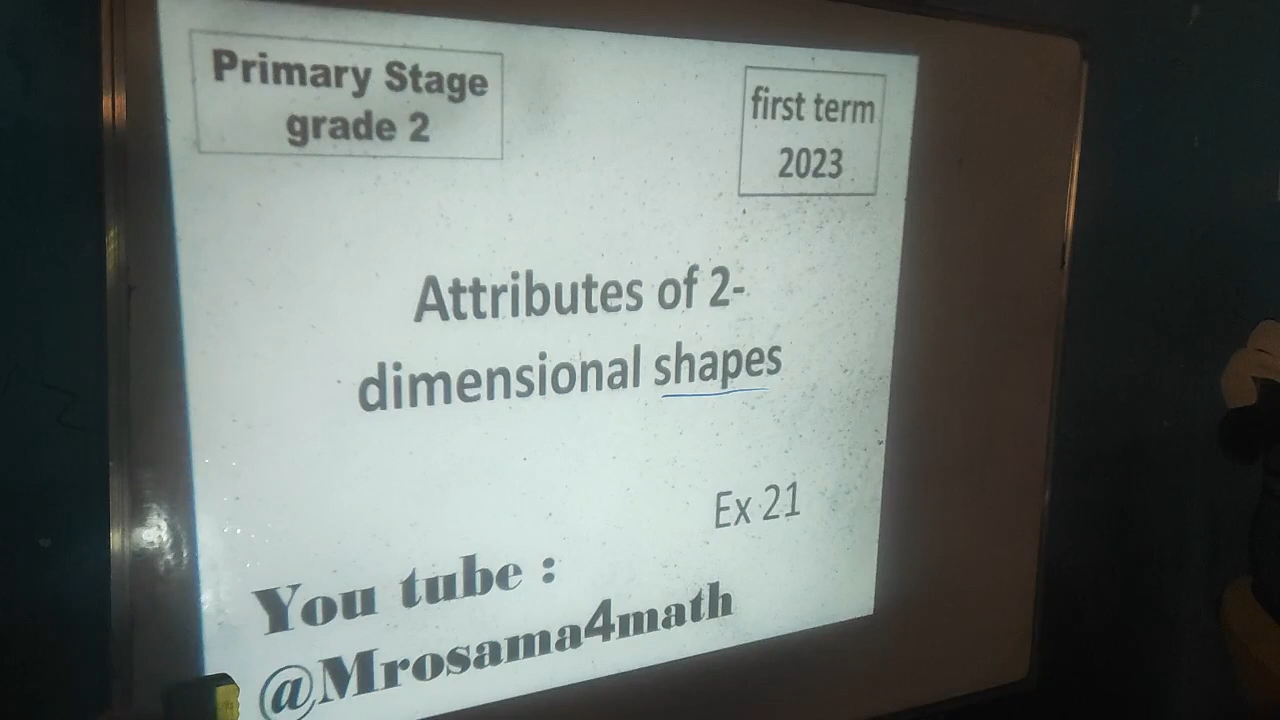 Primary Stage
grade 2
first term
2023
Attributes of 2-
dimensional shapes
Ex 21
You tube :
@Mrosama4math